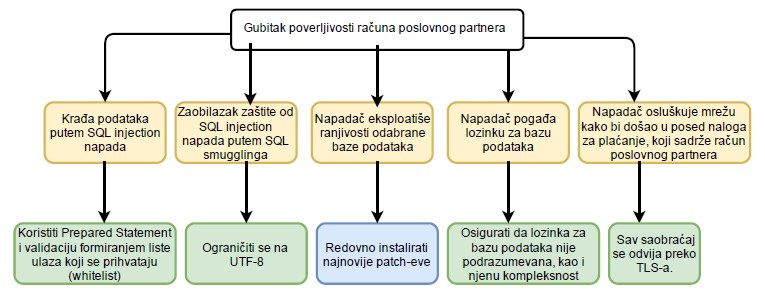 Gubitak poverljivosti računa poslovnog partnera
Krađa podataka
putem SQL injection
napada
Zaobilazak zaštite od
SQL injection
napada putem SQL
smugglinga
Napadač eksploatiše
ranjivosti odabrane
baze podataka
Napadač pogađa
lozinku za bazu
podataka
Napadač osluškuje mrežu
kako bi došao u posed naloga
za plaćanje, koji sadrže račun
poslovnog partnera
Koristiti Prepared Statement
i validaciju formiranjem liste
ulaza koji se prihvataju
(whitelist)
Ograničiti se na
UTF-8
Redovno instalirati
najnovije patch-eve
Osigurati da lozinka za
bazu podataka nije
podrazumevana, kao i
njenu kompleksnost
Sav saobraćaj
se odvija preko
TLS-a.